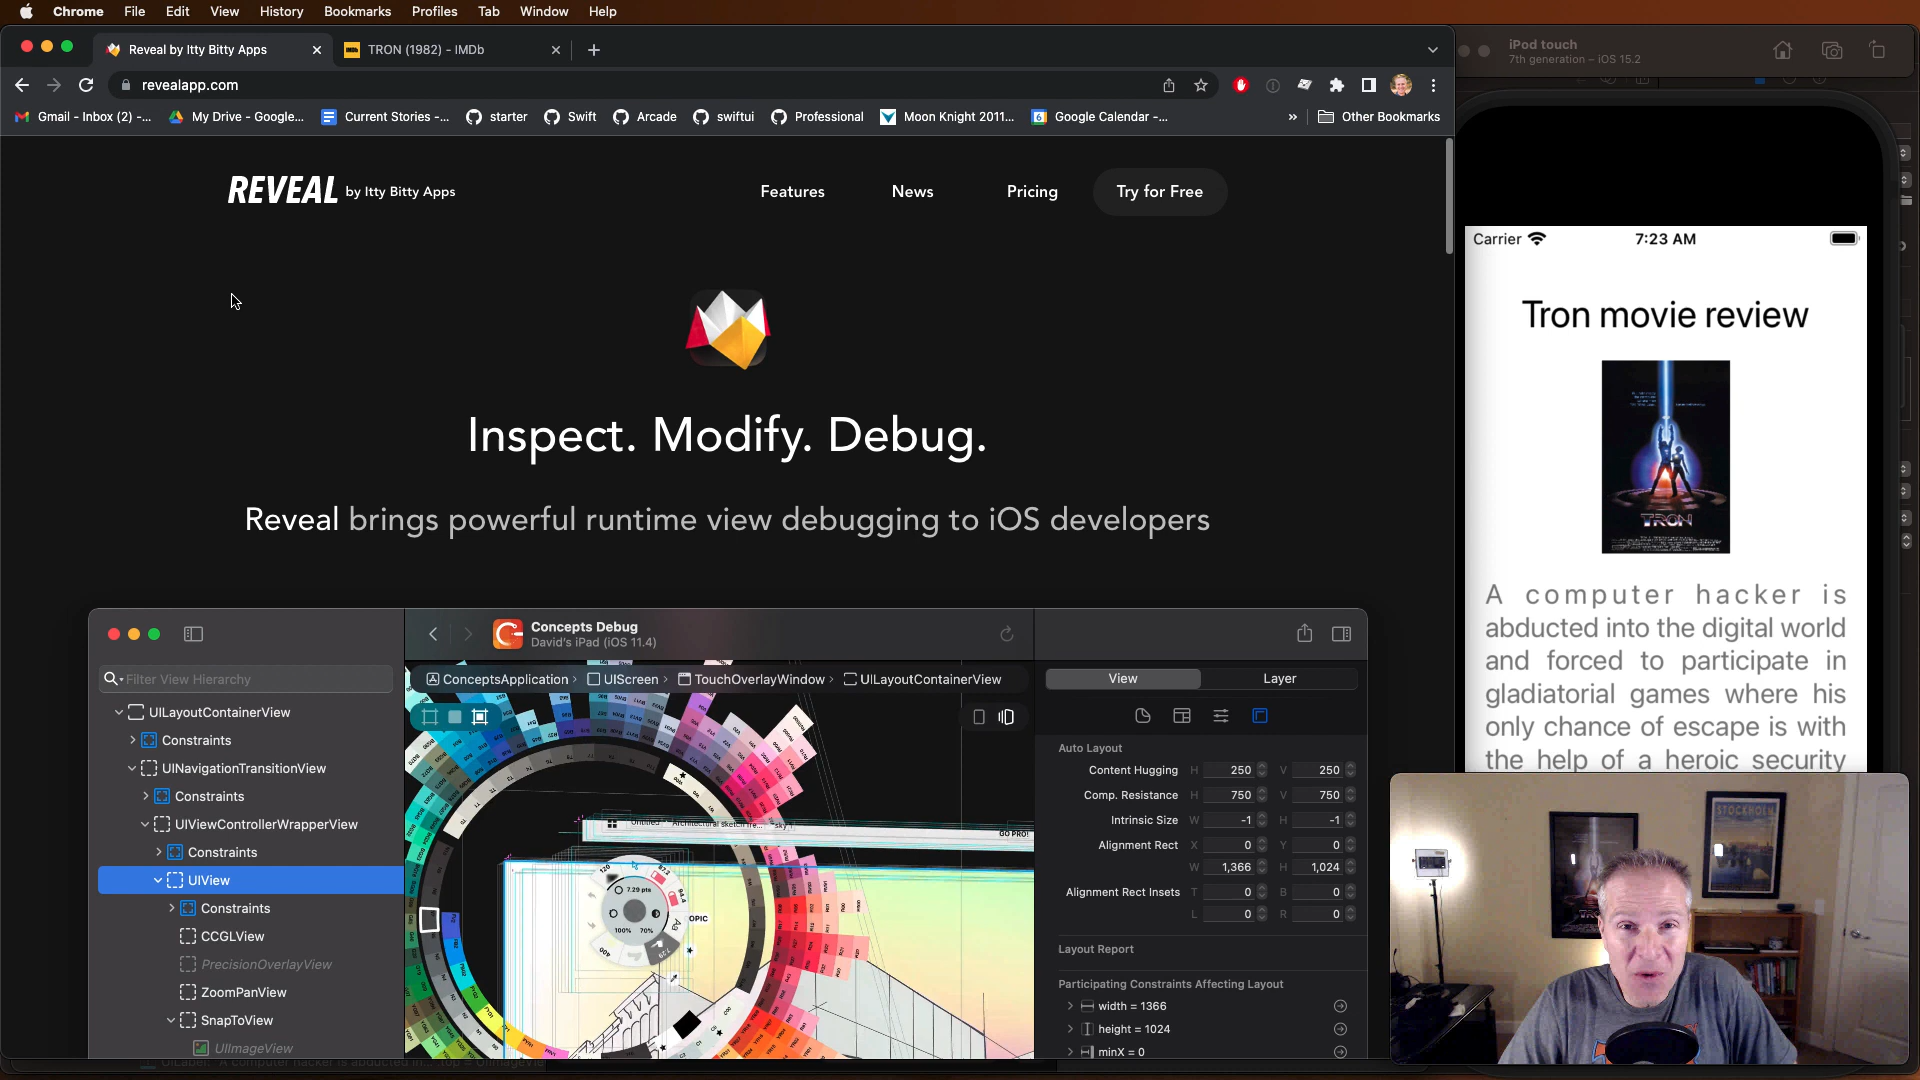 Chrome File Edit View History Bookmarks Profiles Tab Window Help
Reveal by Itty Bitty Apps
TRON (1982) - IMDb
iPod touch
7th generation – iOS 15.2
revealapp.com
Gmail - Inbox (2) -... My Drive - Google... Current Stories -... starter Swift Arcade swiftui Professional Moon Knight 2011... Google Calendar -... » Other Bookmarks
REVEAL by Itty Bitty Apps
Features News Pricing Try for Free
Inspect. Modify. Debug.
Reveal brings powerful runtime view debugging to iOS developers
Carrier 7:23 AM
Tron movie review
TRON
A computer hacker is
abducted into the digital world
and forced to participate in
gladiatorial games where his
only chance of escape is with
the help of a heroic security
Concepts Debug
David's iPad (iOS 11.4)
Filter View Hierarchy
UILayoutContainerView
Constraints
UINavigationTransitionView
Constraints
UIViewControllerWrapperView
Constraints
UIView
Constraints
CCGLView
PrecisionOverlayView
ZoomPanView
SnapToView
UIImageView
ConceptsApplication › UIScreen › TouchOverlayWindow › UILayoutContainerView
GO PRO!
7.29 pts
100% 70%
OPIC
View Layer
Auto Layout
Content Hugging H 250 V 250
Comp. Resistance H 750 V 750
Intrinsic Size W -1 H -1
Alignment Rect X 0 Y 0
W 1,366 H 1,024
Alignment Rect Insets T 0 B 0
L 0 R 0
Layout Report
Participating Constraints Affecting Layout
width = 1366
height = 1024
minX = 0
STOCKHOLM